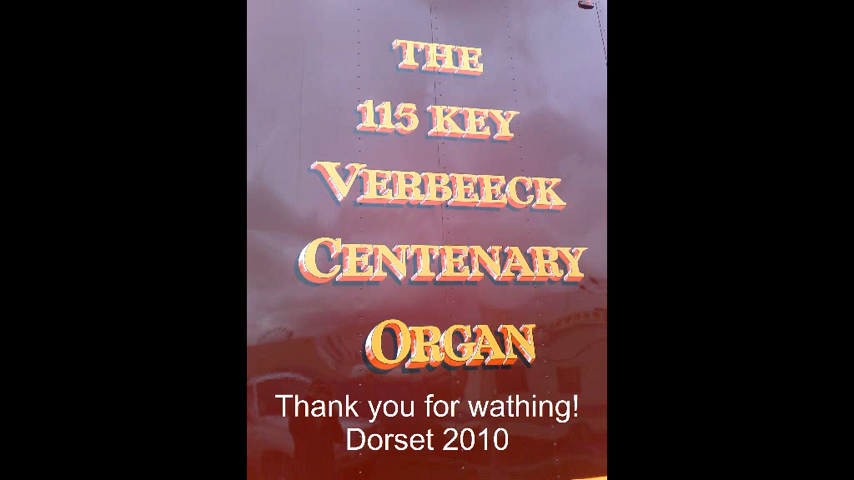 THE
115 KEY
VERBEECK
CENTENARY
ORGAN
Thank you for wathing!
Dorset 2010